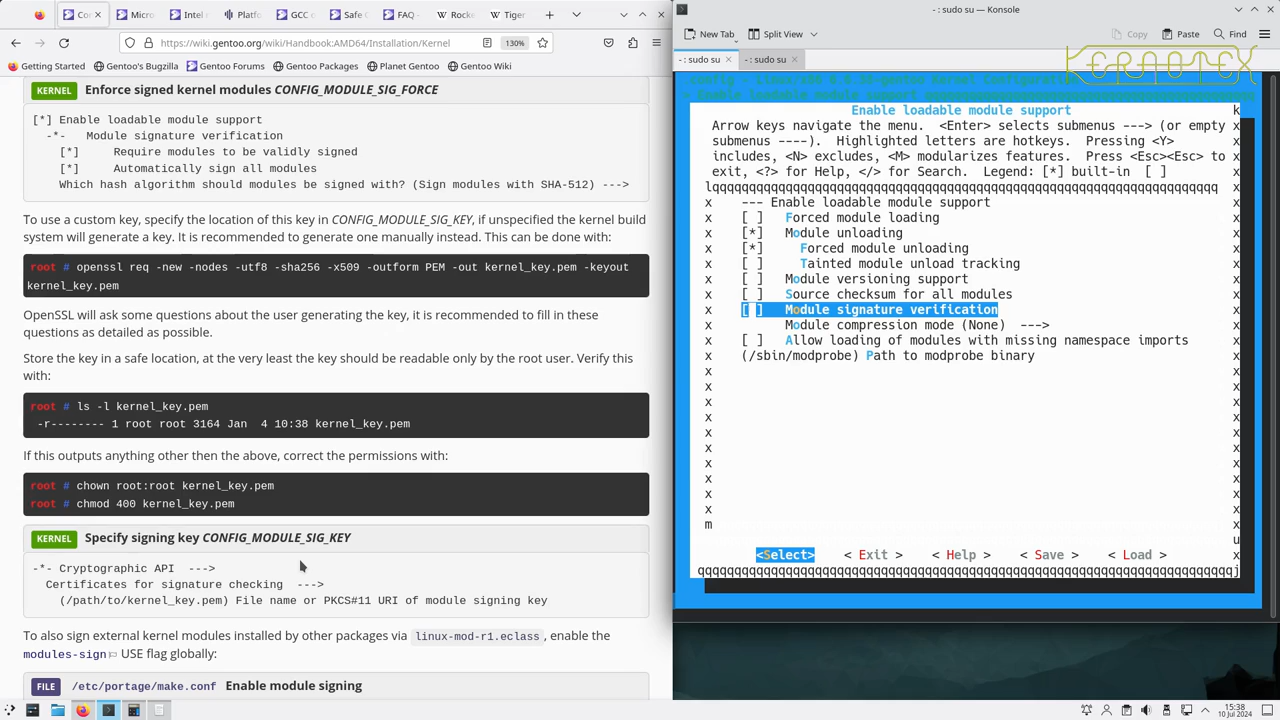 Cor
Micro
Intel
Platfo
GCC o
Safe
FAQ -
Rocke
Tiger
https://wiki.gentoo.org/wiki/Handbook:AMD64/Installation/Kernel
130%
Getting Started
Gentoo's Bugzilla
Gentoo Forums
Gentoo Packages
Planet Gentoo
Gentoo Wiki
KERNEL Enforce signed kernel modules CONFIG_MODULE_SIG_FORCE
[*] Enable loadable module support
-*- Module signature verification
[*] Require modules to be validly signed
[*] Automatically sign all modules
Which hash algorithm should modules be signed with? (Sign modules with SHA-512) --->
To use a custom key, specify the location of this key in CONFIG_MODULE_SIG_KEY, if unspecified the kernel build
system will generate a key. It is recommended to generate one manually instead. This can be done with:
root # openssl req -new -nodes -utf8 -sha256 -x509 -outform PEM -out kernel_key.pem -keyout
kernel_key.pem
OpenSSL will ask some questions about the user generating the key, it is recommended to fill in these
questions as detailed as possible.
Store the key in a safe location, at the very least the key should be readable only by the root user. Verify this
with:
root # ls -l kernel_key.pem
-r-------- 1 root root 3164 Jan  4 10:38 kernel_key.pem
If this outputs anything other then the above, correct the permissions with:
root # chown root:root kernel_key.pem
root # chmod 400 kernel_key.pem
KERNEL Specify signing key CONFIG_MODULE_SIG_KEY
-*- Cryptographic API --->
Certificates for signature checking --->
(/path/to/kernel_key.pem) File name or PKCS#11 URI of module signing key
To also sign external kernel modules installed by other packages via linux-mod-r1.eclass, enable the
modules-sign USE flag globally:
FILE /etc/portage/make.conf Enable module signing
- : sudo su — Konsole
New Tab
Split View
Copy
Paste
Find
- : sudo su
- : sudo su
KERNOTEX
Enable loadable module support k
Arrow keys navigate the menu. <Enter> selects submenus ---> (or empty x
submenus ----). Highlighted letters are hotkeys. Pressing <Y> x
includes, <N> excludes, <M> modularizes features. Press <Esc><Esc> to x
exit, <?> for Help, </> for Search. Legend: [*] built-in [ ] x
lqqqqqqqqqqqqqqqqqqqqqqqqqqqqqqqqqqqqqqqqqqqqqqqqqqqqqqqqqqqqqqqqqqq x
x --- Enable loadable module support x
x [ ] Forced module loading x
x [*] Module unloading x
x [*] Forced module unloading x
x [ ] Tainted module unload tracking x
x [ ] Module versioning support x
x [ ] Source checksum for all modules x
x [ ] Module signature verification x
x Module compression mode (None) ---> x
x [ ] Allow loading of modules with missing namespace imports x
x (/sbin/modprobe) Path to modprobe binary x
x x
x x
x x
x x
x x
x x
x x
x x
x x
x x
m x
u
<Select> < Exit > < Help > < Save > < Load > x
qqqqqqqqqqqqqqqqqqqqqqqqqqqqqqqqqqqqqqqqqqqqqqqqqqqqqqqqqqqqqqqqqqqqqqqqj
15:38
10 Jul 2024